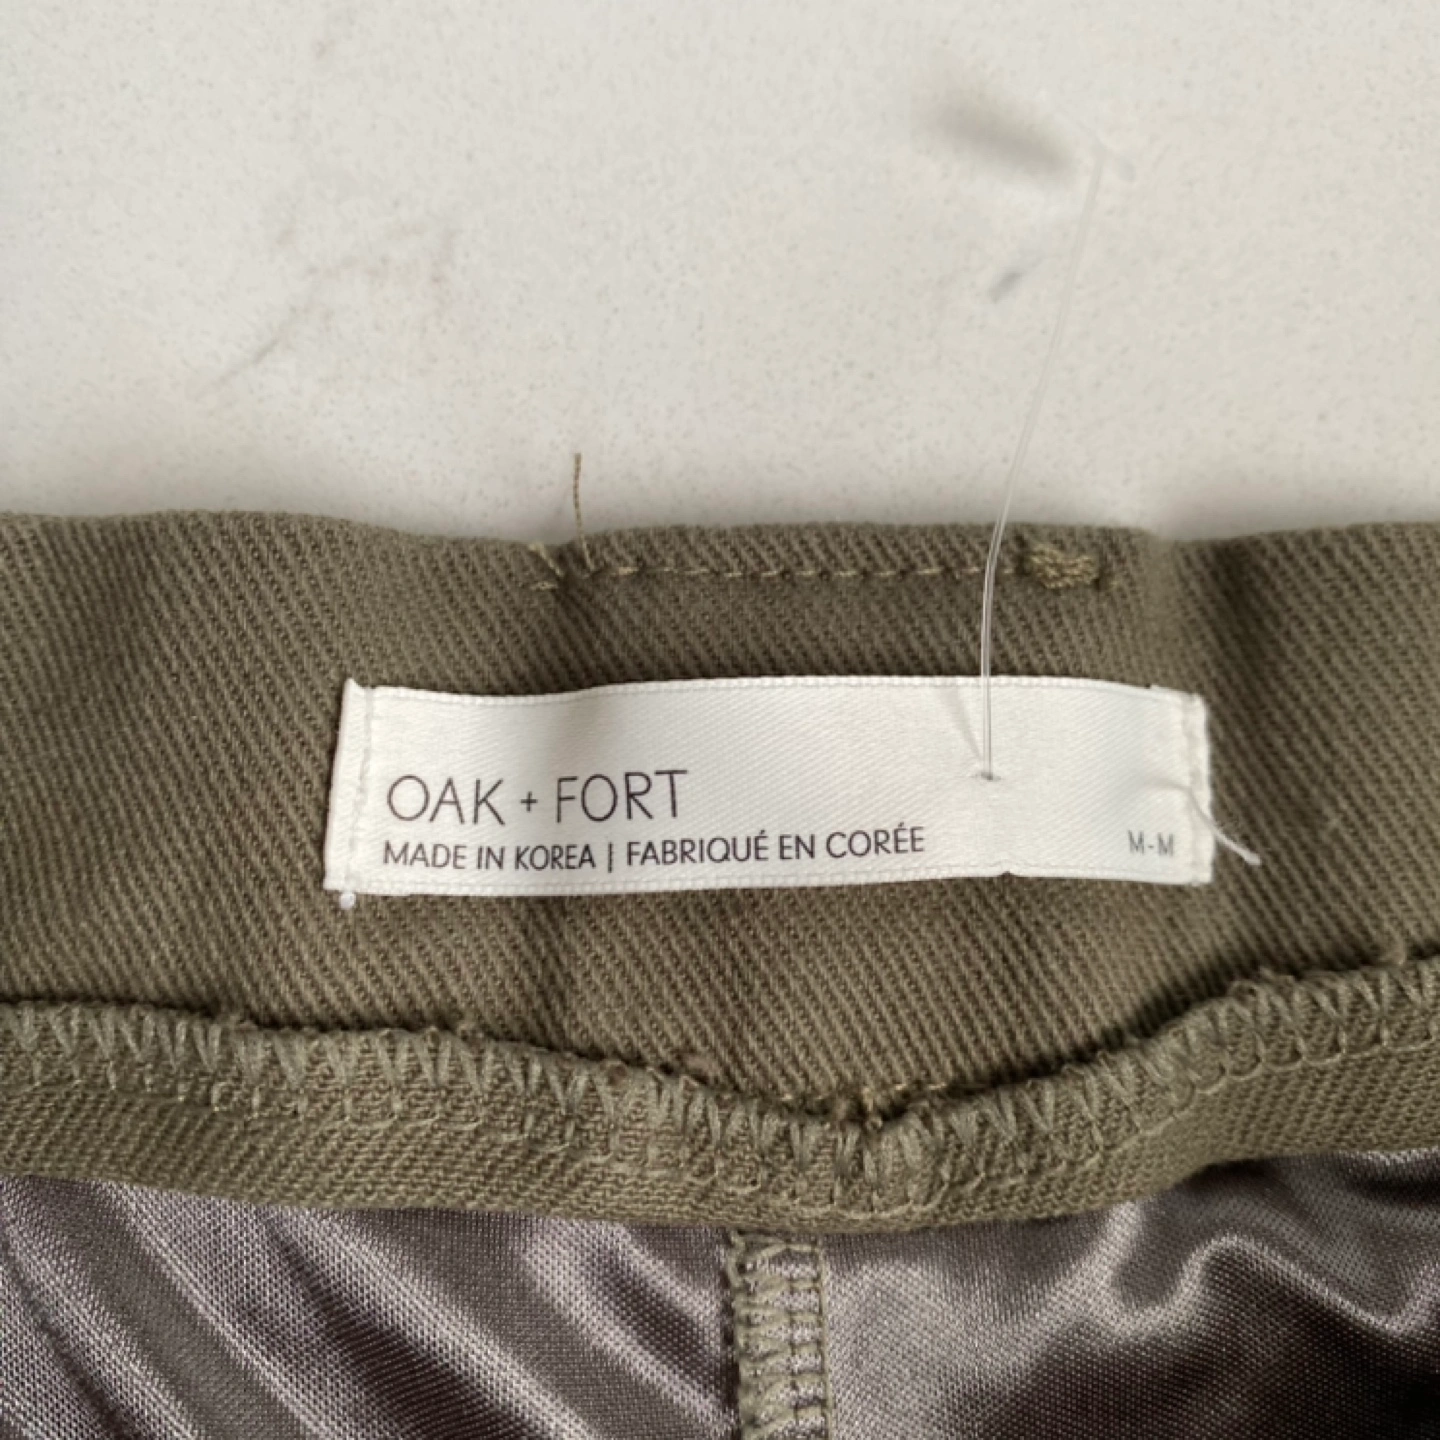 OAK + FORT
MADE IN KOREA | FABRIQUÉ EN CORÉE
M-M